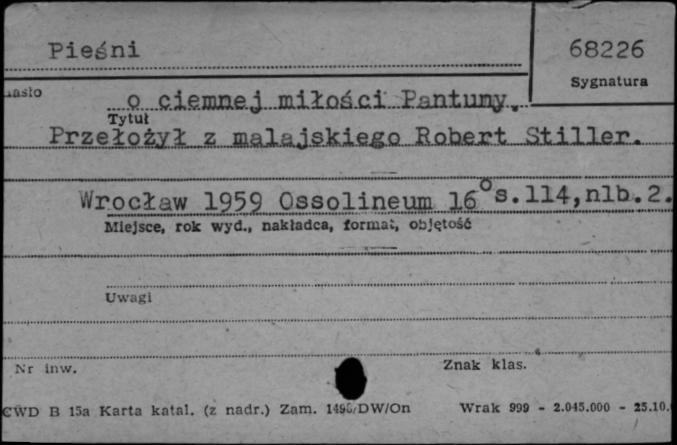 Pieśni
68226
Sygnatura
hasło
o ciemnej miłości Pantuny.
Tytuł
Przełożył z malajskiego Robert Stiller.
Wrocław 1959 Ossolineum 16° s.114,nlb.2.
Miejsce, rok wyd., nakładca, format, objętość
Uwagi
Nr inw.
Znak klas.
CWD B 15a Karta katal. (z nadr.) Zam. /DW/On Wrak 999 - 2.045.000 - 25.10.